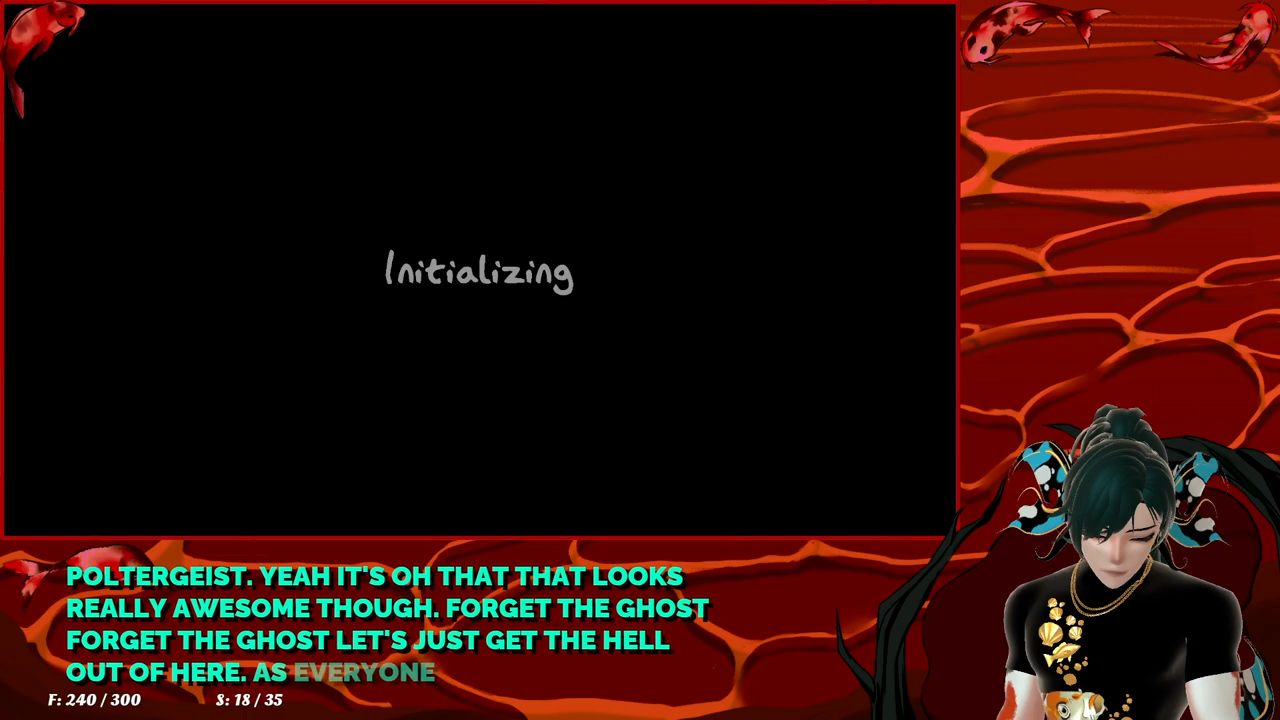 Initializing
POLTERGEIST. YEAH IT'S OH THAT THAT LOOKS
REALLY AWESOME THOUGH. FORGET THE GHOST
FORGET THE GHOST LET'S JUST GET THE HELL
OUT OF HERE. AS EVERYONE
F: 240 / 300 S: 18 / 35